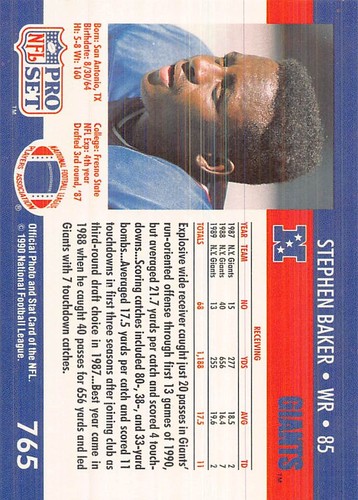 STEPHEN BAKER • WR • 85
GIANTS™
Born: San Antonio, TX
Birthdate: 8/30/64
Ht: 5-8 Wt: 160
College: Fresno State
NFL Exp: 4th year
Drafted 3rd round, '87
RECEIVING
YEAR TEAM NO YDS AVG TD
1987 N.Y. Giants 15 277 18.5 2
1988 N.Y. Giants 40 656 16.4 7
1989 N.Y. Giants 13 255 19.6 2
TOTALS 68 1,188 17.5 11
Explosive wide receiver caught just 20 passes in Giants'
run-oriented offense through first 13 games of 1990,
but averaged 21.7 yards per catch and scored 4 touch-
downs...Scoring catches included 80-, 38-, and 33-yard
bombs...Averaged 17.5 yards per catch and scored 11
touchdowns in first three seasons after joining club as
third-round draft choice in 1987...Best year came in
1988 when he caught 40 passes for 656 yards and led
Giants with 7 touchdown catches.
PRO
NFL
SET
™
NATIONAL FOOTBALL LEAGUE
PLAYERS ASSOCIATION
®
Official Photo and Stat Card of the NFL.
© 1990 National Football League.
765